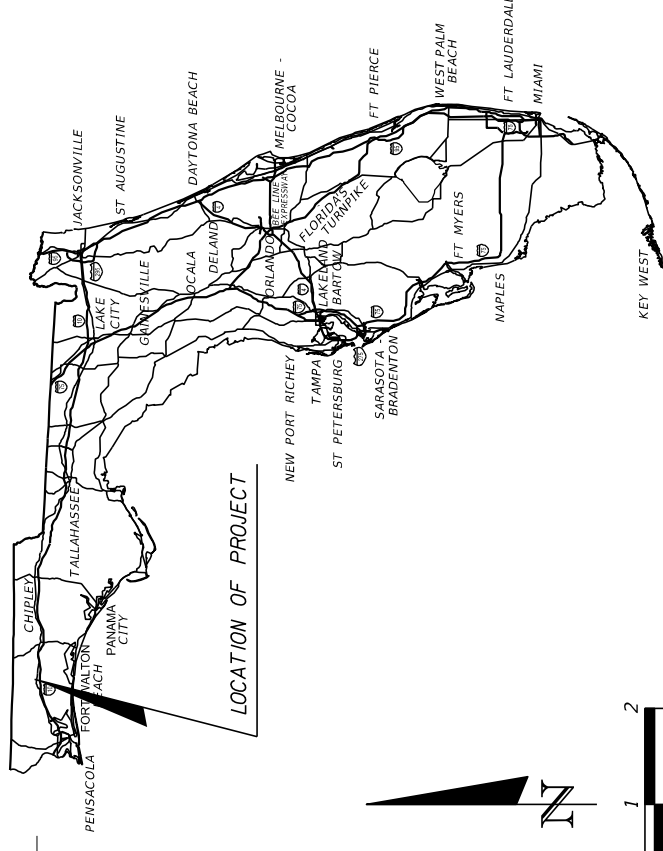 PENSACOLA
FORT WALTON
BEACH
PANAMA
CITY
CHIPLEY
TALLAHASSEE
LOCATION OF PROJECT
LAKE
CITY
GAINESVILLE
OCALA
DELAND
JACKSONVILLE
ST AUGUSTINE
DAYTONA BEACH
MELBOURNE -
COCOA
BEE LINE
EXPRESSWAY
FLORIDA'S
TURNPIKE
ORLANDO
LAKELAND
BARTOW
NEW PORT RICHEY
TAMPA
ST PETERSBURG
SARASOTA -
BRADENTON
FT PIERCE
WEST PALM
BEACH
FT LAUDERDALE
MIAMI
FT MYERS
NAPLES
KEY WEST
N
1
2